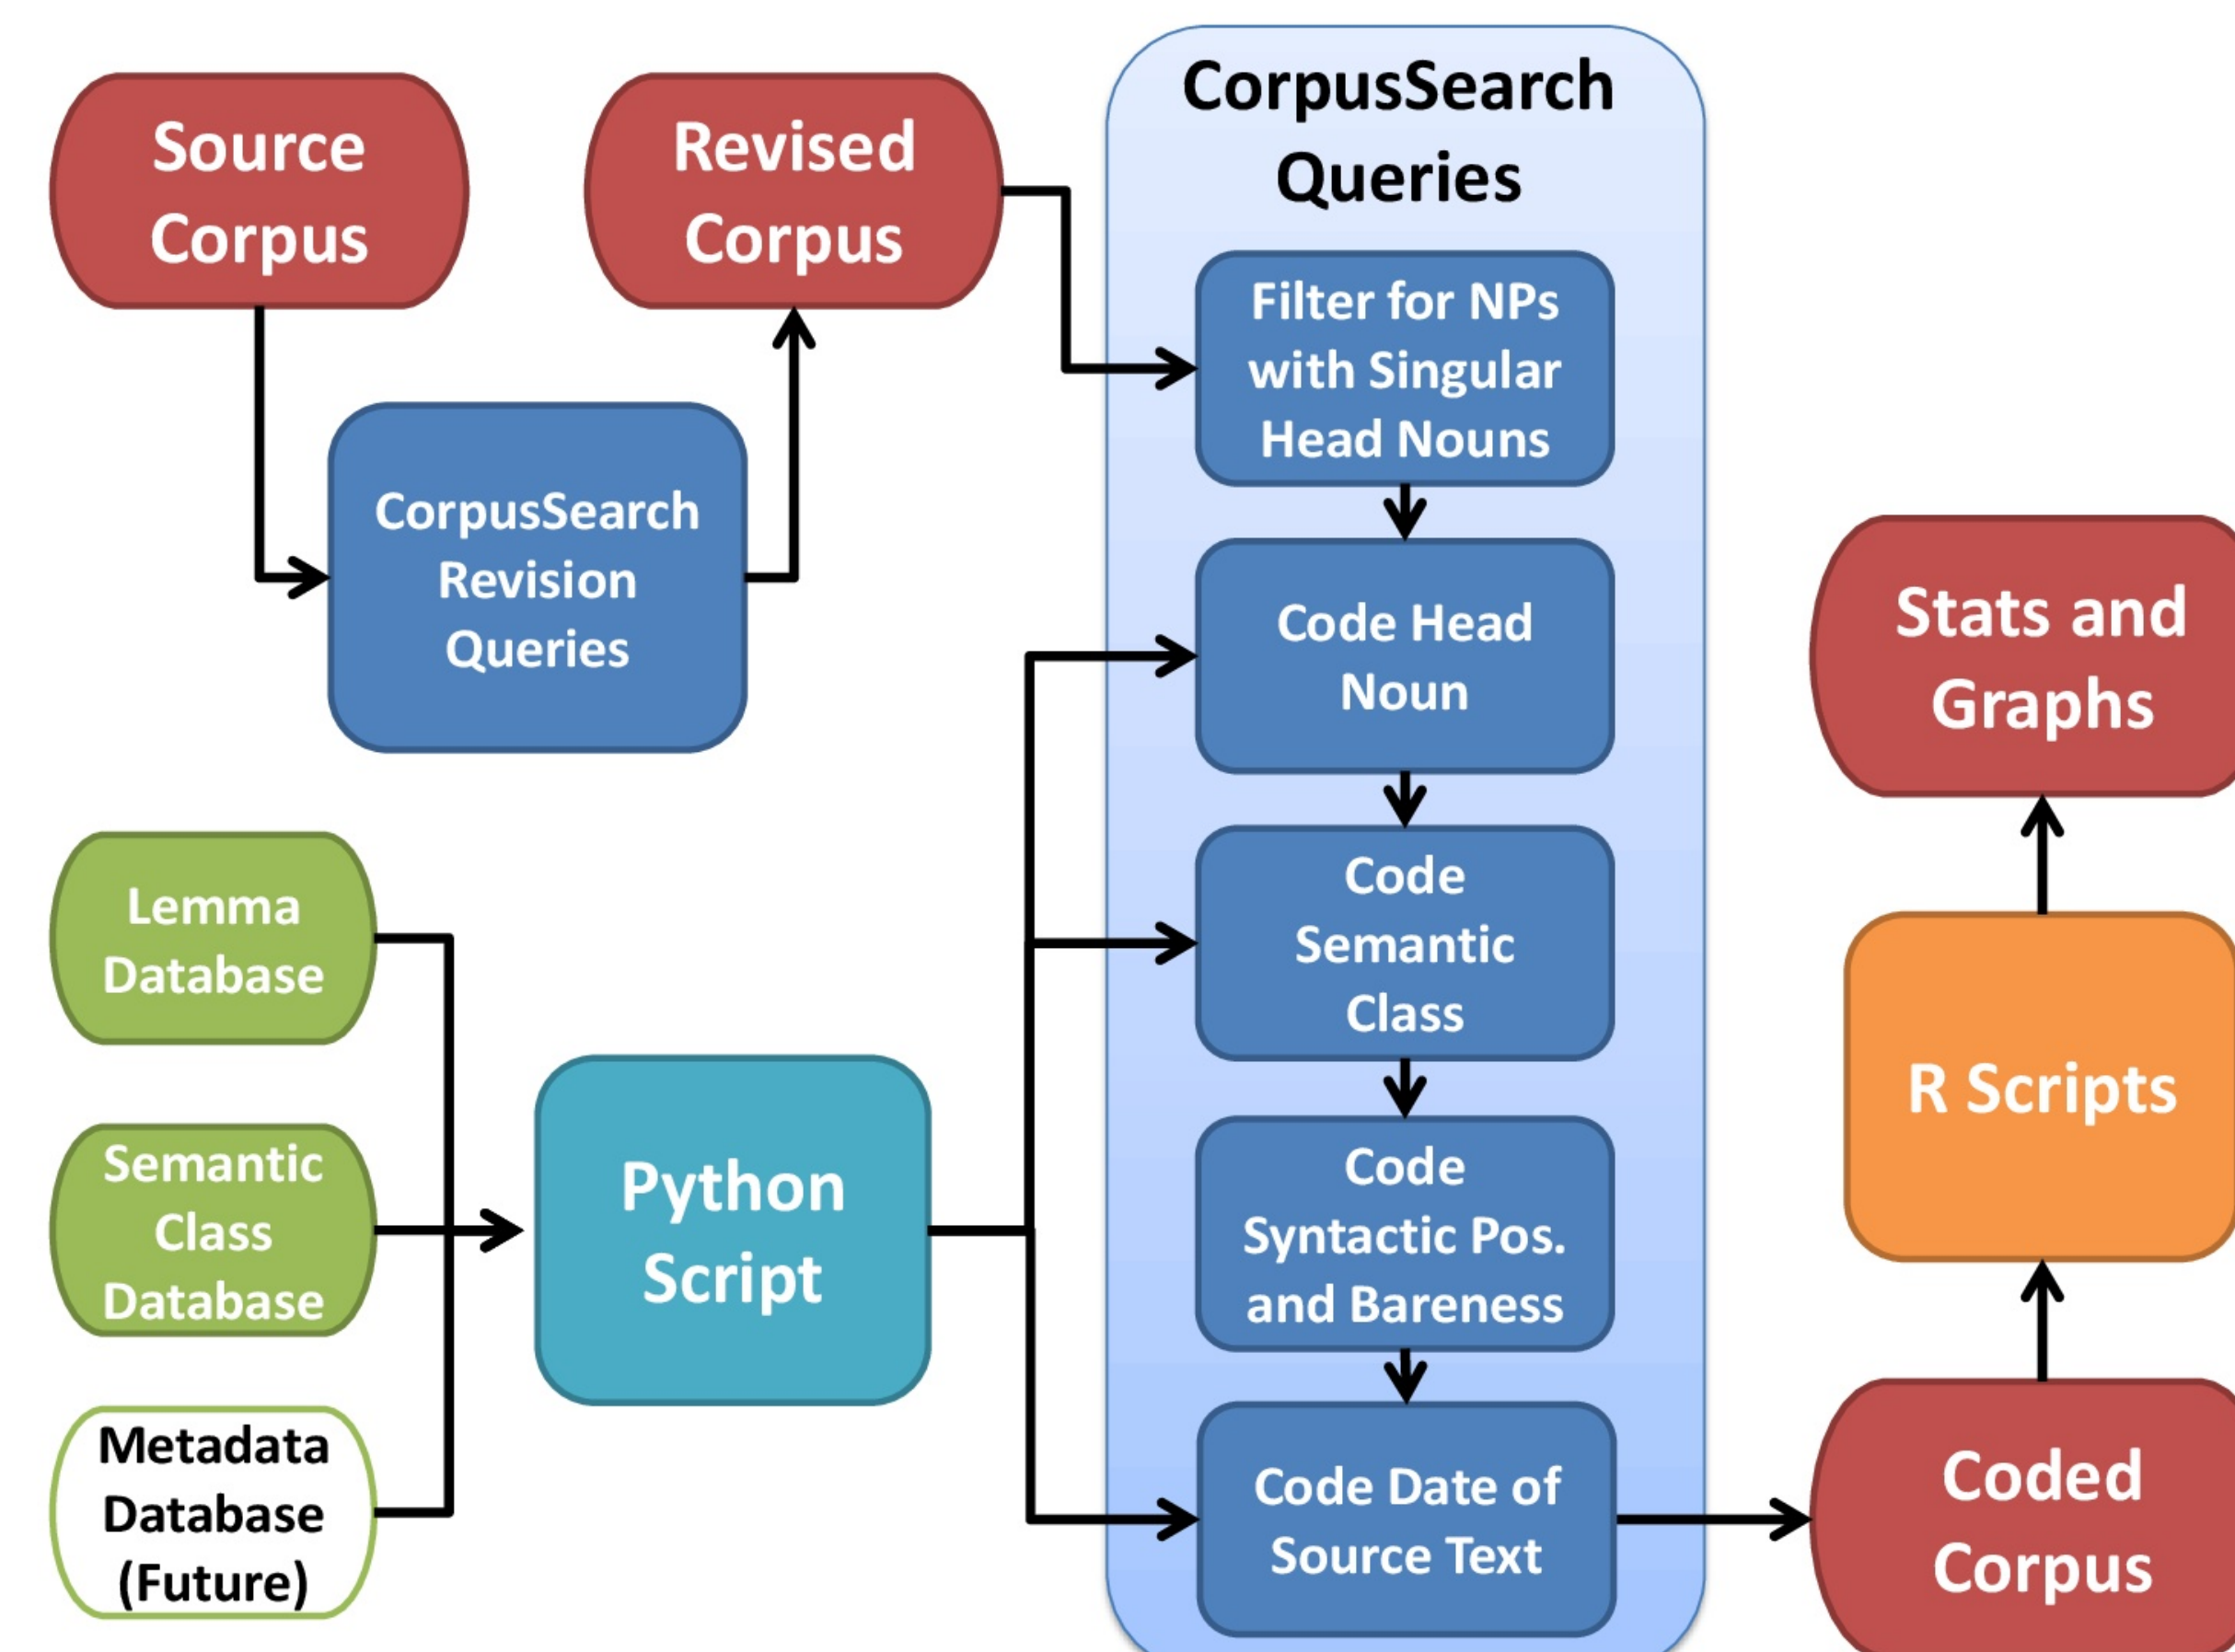 Source
Corpus
Revised
Corpus
CorpusSearch
Revision
Queries
CorpusSearch
Queries
Filter for NPs
with Singular
Head Nouns
Code Head
Noun
Code
Semantic
Class
Code
Syntactic Pos.
and Bareness
Code Date of
Source Text
Lemma
Database
Semantic
Class
Database
Metadata
Database
(Future)
Python
Script
Stats and
Graphs
R Scripts
Coded
Corpus